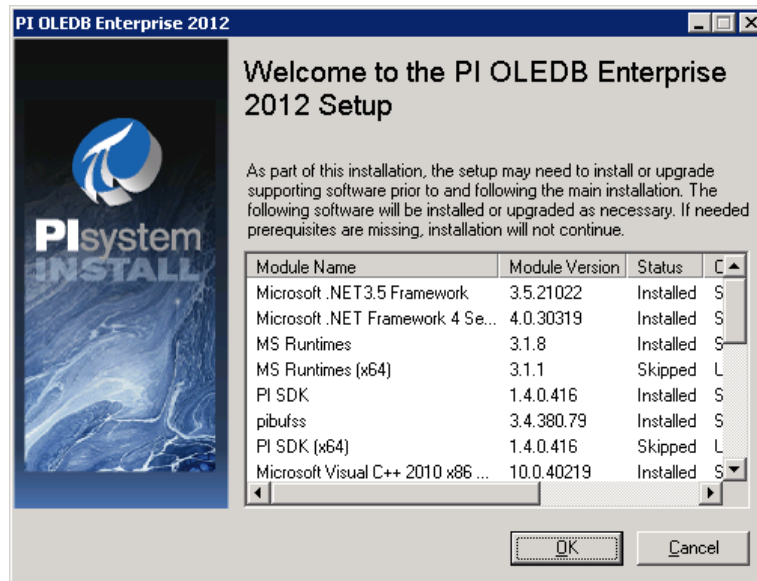 PI OLEDB Enterprise 2012
Welcome to the PI OLEDB Enterprise
2012 Setup
As part of this installation, the setup may need to install or upgrade
supporting software prior to and following the main installation. The
following software will be installed or upgraded as necessary. If needed
prerequisites are missing, installation will not continue.
PIsystem
INSTALL
Module Name Module Version Status
Microsoft .NET3.5 Framework 3.5.21022 Installed S
Microsoft .NET Framework 4 Se... 4.0.30319 Installed S
MS Runtimes 3.1.8 Installed S
MS Runtimes (x64) 3.1.1 Skipped L
PI SDK 1.4.0.416 Installed S
pibufss 3.4.380.79 Installed S
PI SDK (x64) 1.4.0.416 Skipped L
Microsoft Visual C++ 2010 x86 ... 10.0.40219 Installed S
OK Cancel